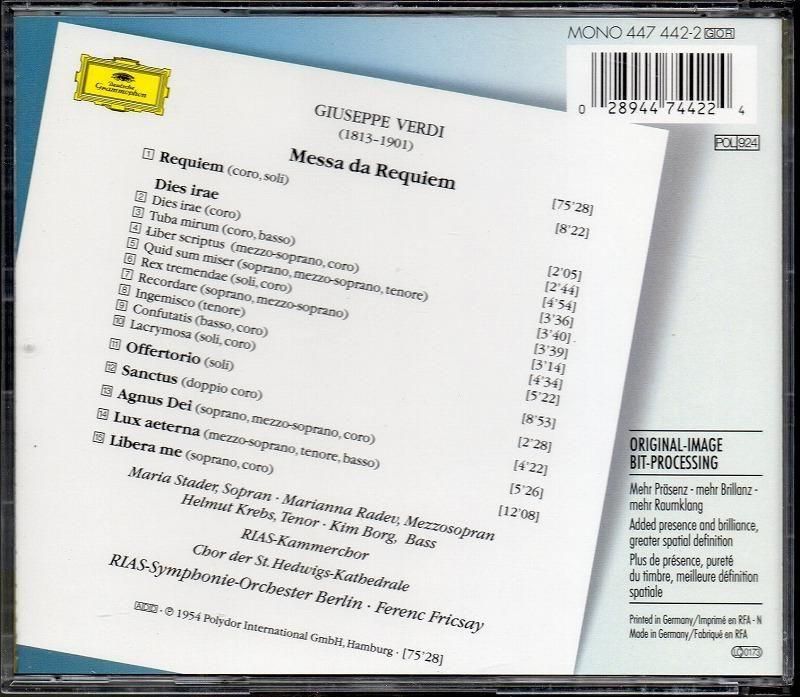 MONO 447 442-2 GOR
0 28944 74422 4
POL 924
Deutsche
Grammophon
GIUSEPPE VERDI
(1813–1901)
Messa da Requiem [75'28]
1 Requiem (coro, soli) [8'22]
Dies irae
2 Dies irae (coro) [2'05]
3 Tuba mirum (coro, basso) [2'44]
4 Liber scriptus (mezzo-soprano, coro) [4'54]
5 Quid sum miser (soprano, mezzo-soprano, tenore) [3'36]
6 Rex tremendae (soli, coro) [3'40]
7 Recordare (soprano, mezzo-soprano) [3'39]
8 Ingemisco (tenore) [3'14]
9 Confutatis (basso, coro) [4'34]
10 Lacrymosa (soli, coro) [5'22]
11 Offertorio (soli) [8'53]
12 Sanctus (doppio coro) [2'28]
13 Agnus Dei (soprano, mezzo-soprano, coro) [4'22]
14 Lux aeterna (mezzo-soprano, tenore, basso) [5'26]
15 Libera me (soprano, coro) [12'08]
Maria Stader, Sopran · Marianna Radev, Mezzosopran
Helmut Krebs, Tenor · Kim Borg, Bass
RIAS-Kammerchor
Chor der St. Hedwigs-Kathedrale
RIAS-Symphonie-Orchester Berlin · Ferenc Fricsay
ADD · ℗ 1954 Polydor International GmbH, Hamburg · [75'28]
ORIGINAL-IMAGE
BIT-PROCESSING
Mehr Präsenz - mehr Brillanz -
mehr Raumklang
Added presence and brilliance,
greater spatial definition
Plus de présence, pureté
du timbre, meilleure définition
spatiale
Printed in Germany/Imprimé en RFA - N
Made in Germany/Fabriqué en RFA
LC 0173